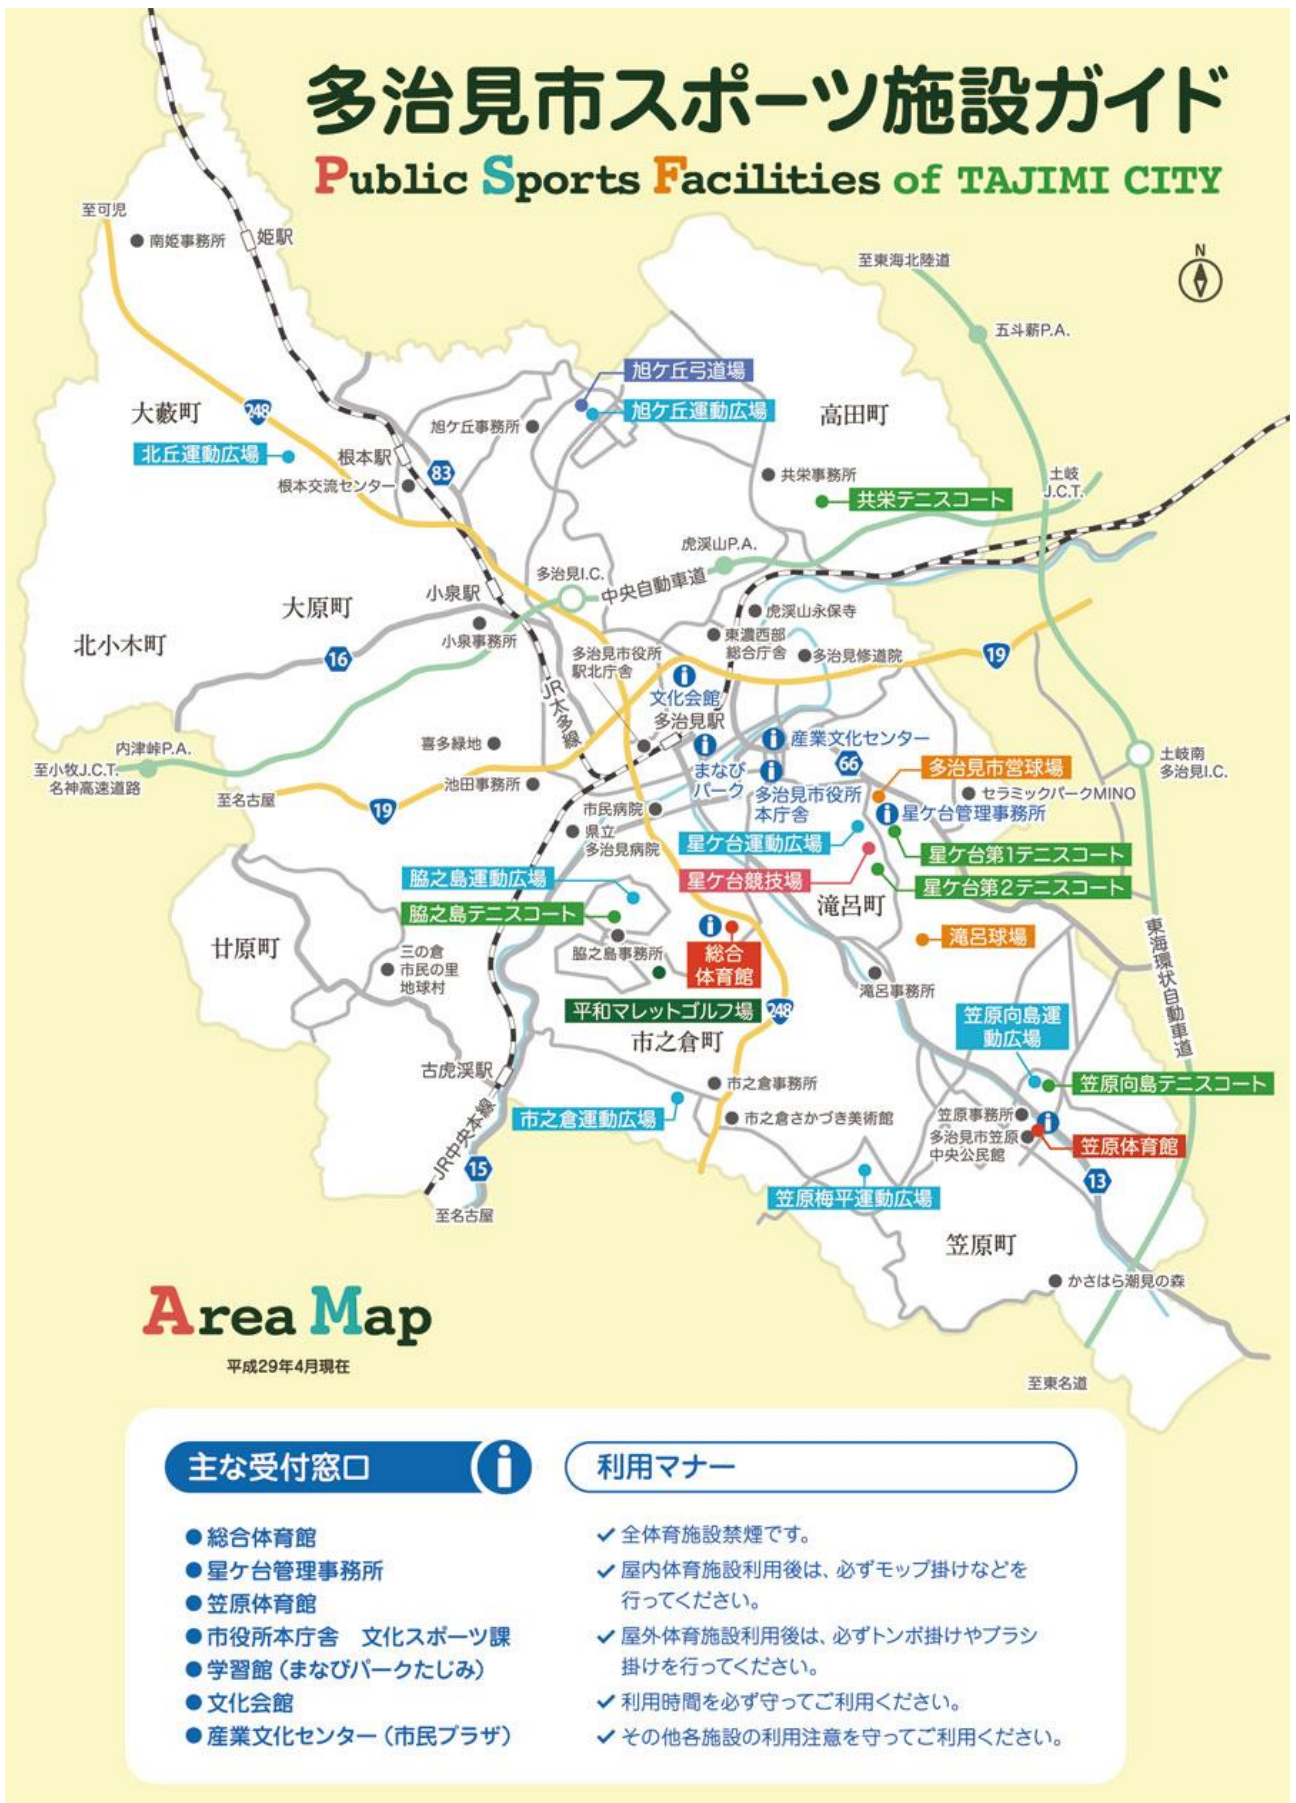 多治見市スポーツ施設ガイド
Public Sports Facilities of TAJIMI CITY
至可児
南姫事務所
姫駅
至東海北陸道
N
五斗蒔P.A.
旭ケ丘弓道場
大藪町
248
旭ケ丘事務所
旭ケ丘運動広場
高田町
北丘運動広場
根本駅
83
根本交流センター
共栄事務所
土岐
J.C.T.
共栄テニスコート
虎渓山P.A.
多治見I.C.
中央自動車道
小泉駅
大原町
虎渓山永保寺
小泉事務所
東濃西部
総合庁舎
北小木町
16
多治見市役所
駅北庁舎
多治見修道院
19
文化会館
JR太多線
多治見駅
内津峠P.A.
喜多緑地
産業文化センター
至小牧J.C.T.
名神高速道路
まなび
パーク
66
多治見市営球場
土岐南
多治見I.C.
池田事務所
至名古屋
19
多治見市役所
本庁舎
セラミックパークMINO
市民病院
星ケ台管理事務所
県立
多治見病院
星ケ台運動広場
星ケ台第1テニスコート
脇之島運動広場
星ケ台競技場
星ケ台第2テニスコート
脇之島テニスコート
滝呂町
廿原町
三の倉
市民の里
地球村
脇之島事務所
総合
体育館
滝呂球場
東海環状自動車道
滝呂事務所
平和マレットゴルフ場
248
笠原向島運
動広場
市之倉町
古虎渓駅
市之倉事務所
笠原向島テニスコート
市之倉運動広場
市之倉さかづき美術館
笠原事務所
JR中央本線
多治見市笠原
中央公民館
笠原体育館
15
13
笠原梅平運動広場
至名古屋
笠原町
かさはら潮見の森
Area Map
平成29年4月現在
至東名道
主な受付窓口
●総合体育館
●星ケ台管理事務所
●笠原体育館
●市役所本庁舎　文化スポーツ課
●学習館（まなびパークたじみ）
●文化会館
●産業文化センター（市民プラザ）
利用マナー
✓全体育施設禁煙です。
✓屋内体育施設利用後は、必ずモップ掛けなどを
行ってください。
✓屋外体育施設利用後は、必ずトンボ掛けやブラシ
掛けを行ってください。
✓利用時間を必ず守ってご利用ください。
✓その他各施設の利用注意を守ってご利用ください。